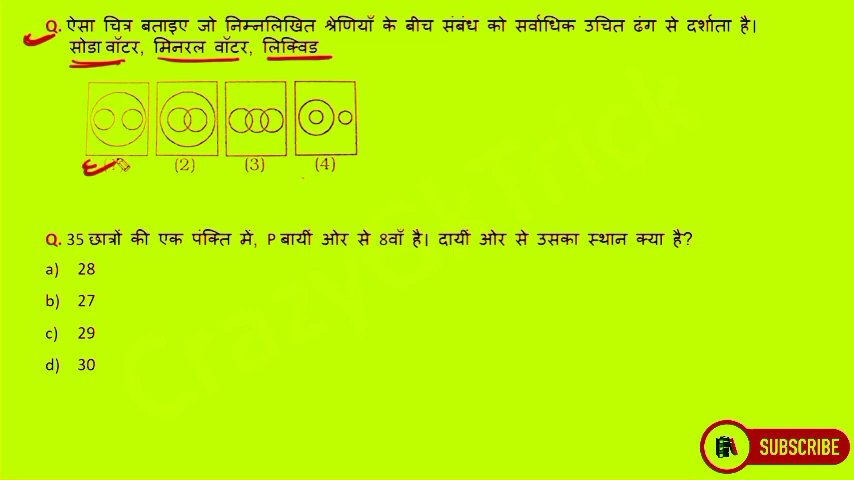 Q. ऐसा चित्र बताइए जो निम्नलिखित श्रेणियाँ के बीच संबंध को सर्वाधिक उचित ढंग से दर्शाता है।
सोडा वॉटर, मिनरल वॉटर, लिक्विड
(2) (3) (4)
Q. 35 छात्रों की एक पंक्ति में, P बायीं ओर से 8वाँ है। दायीं ओर से उसका स्थान क्या है?
a) 28
b) 27
c) 29
d) 30
CrazyGkTrick
SUBSCRIBE